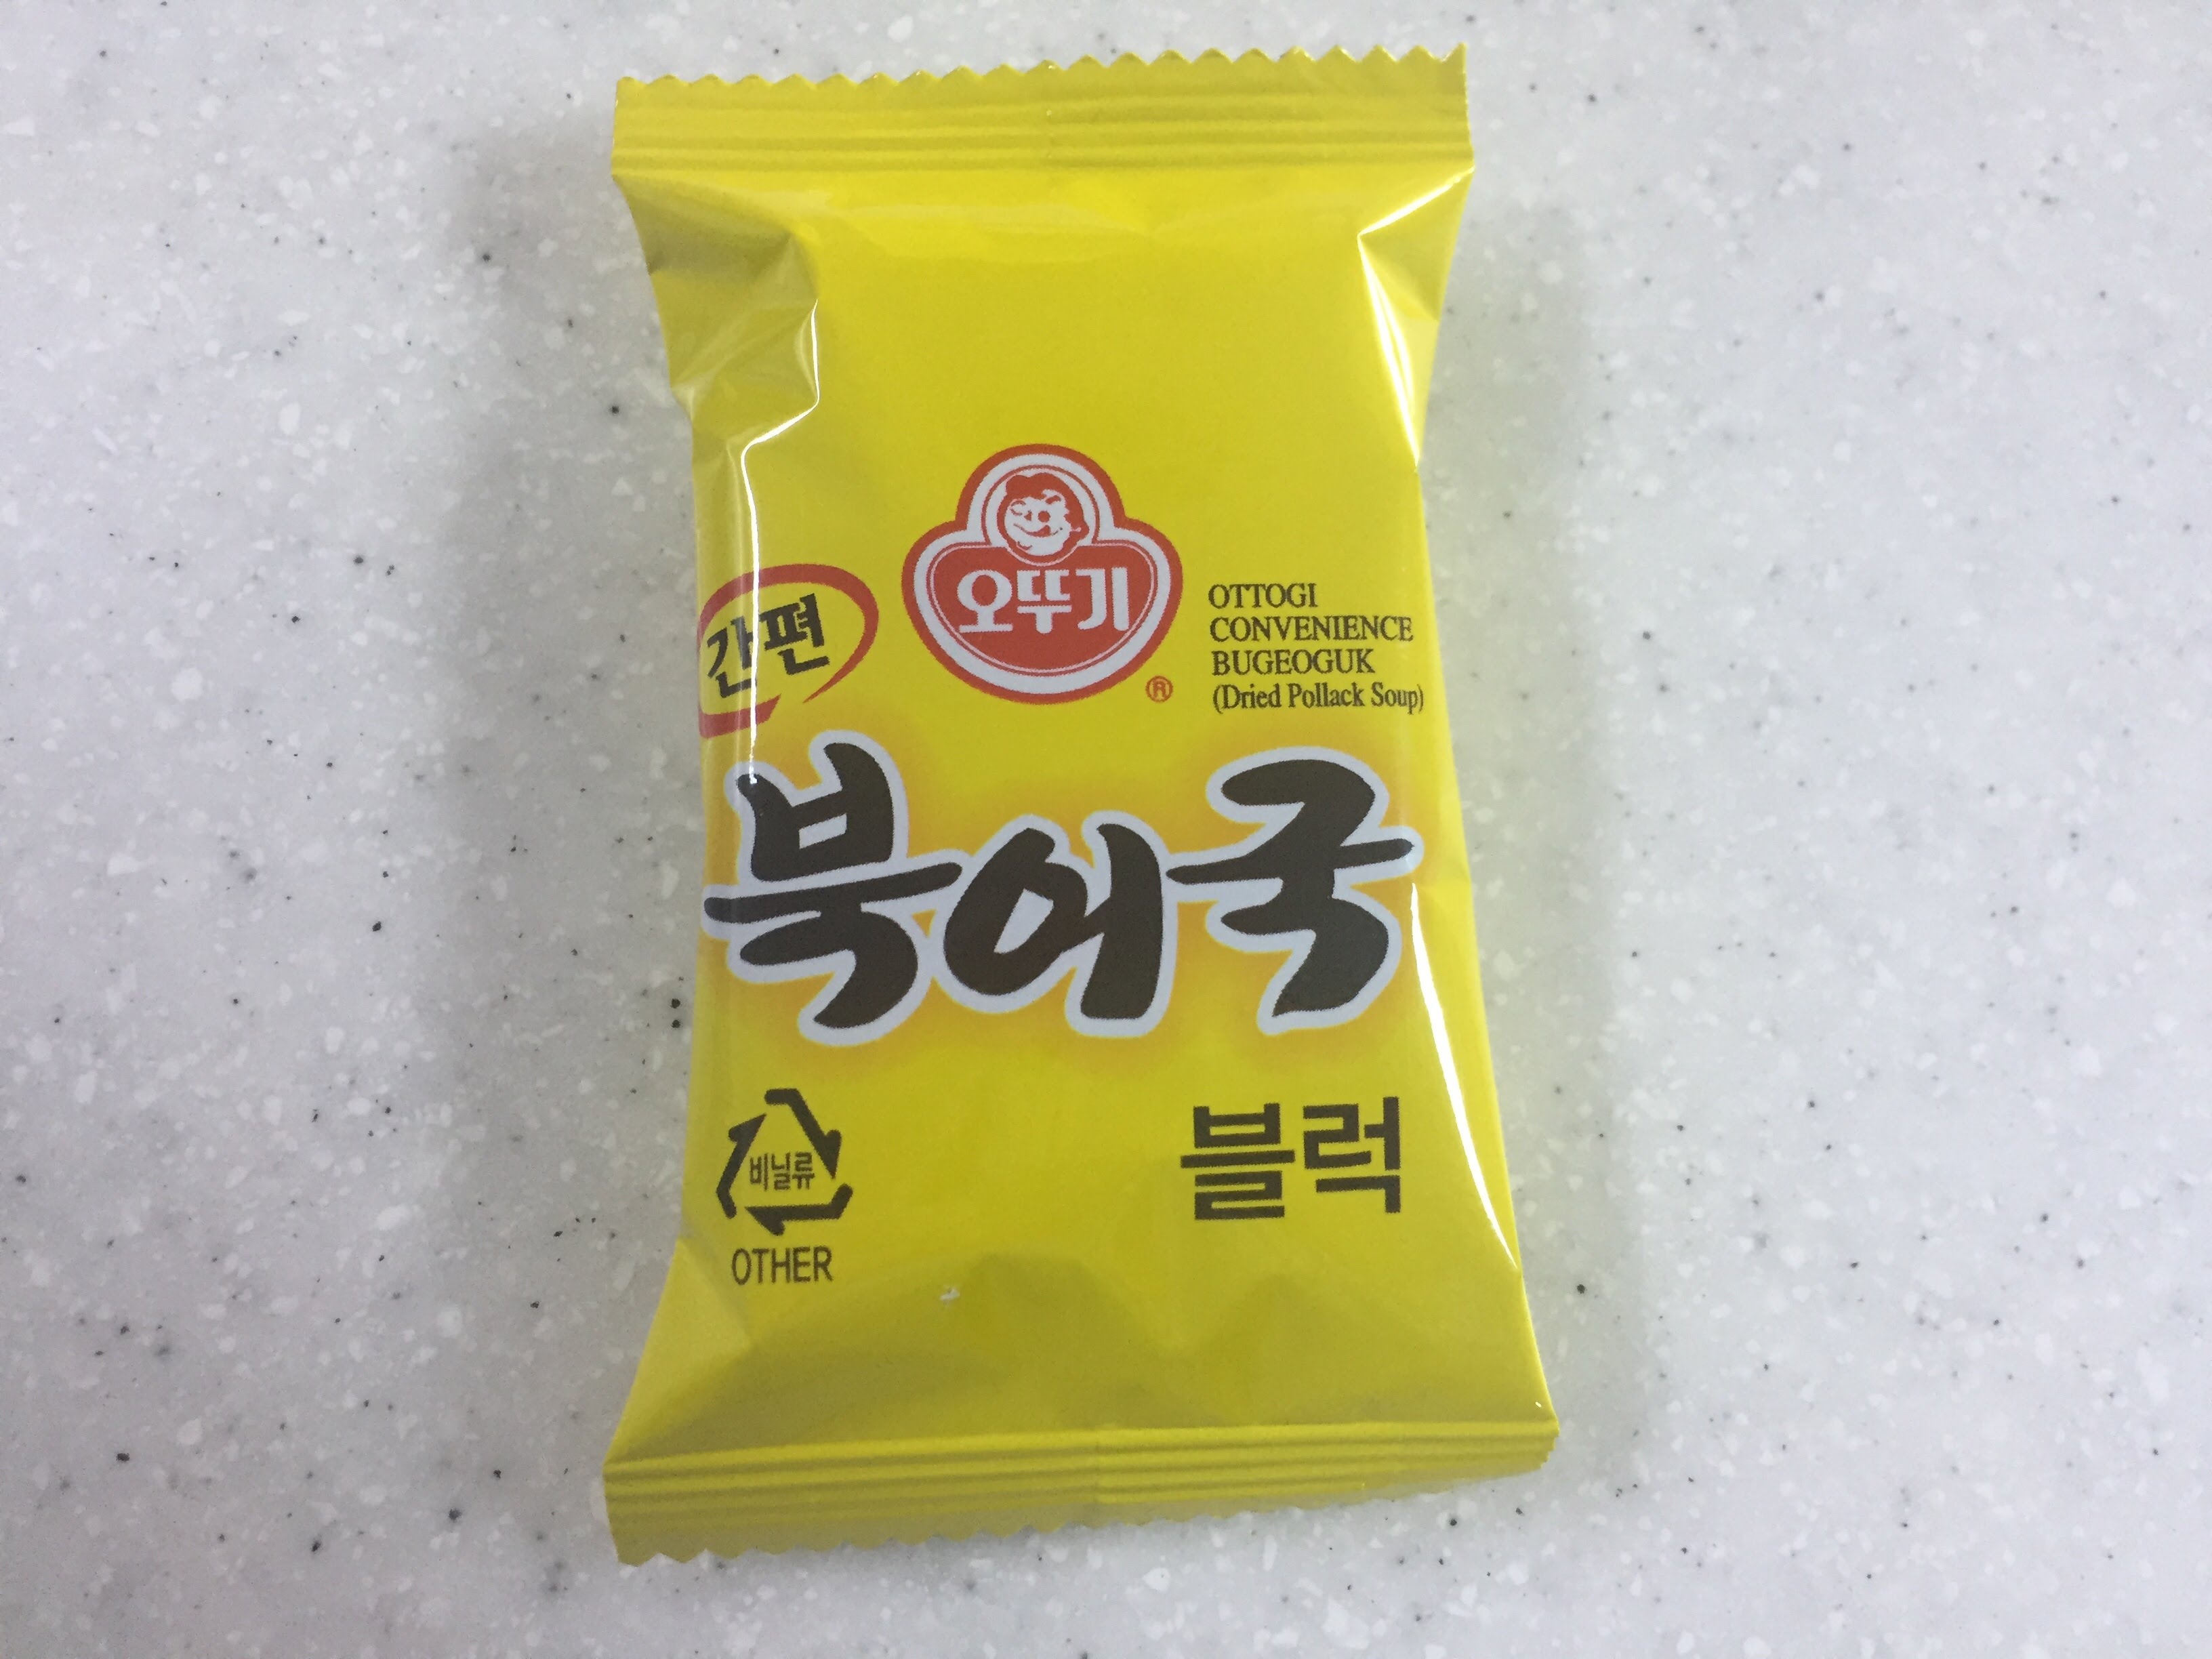 오뚜기
®
간편
OTTOGI
CONVENIENCE
BUGEOGUK
(Dried Pollack Soup)
북어국
블럭
비닐류
OTHER